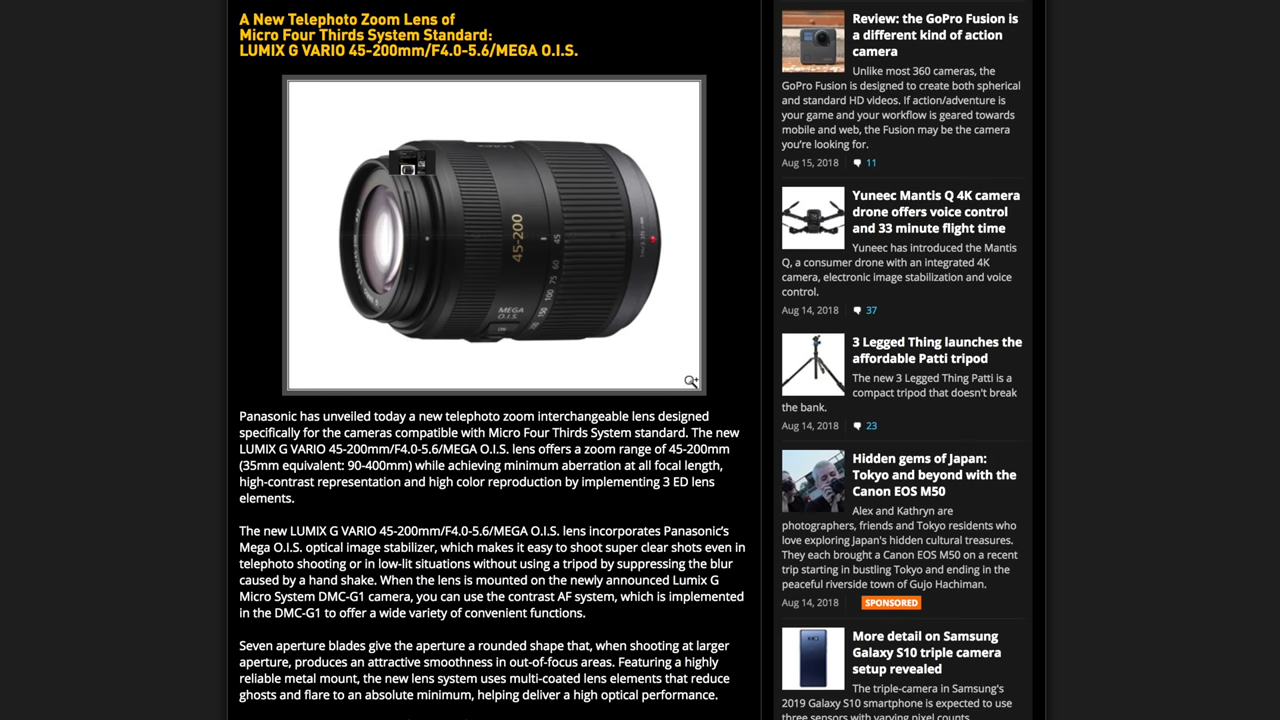 A New Telephoto Zoom Lens of
Micro Four Thirds System Standard:
LUMIX G VARIO 45-200mm/F4.0-5.6/MEGA O.I.S.
45-200
45
60
75
100
150
200
MEGA
O.I.S.
ON
Panasonic has unveiled today a new telephoto zoom interchangeable lens designed
specifically for the cameras compatible with Micro Four Thirds System standard. The new
LUMIX G VARIO 45-200mm/F4.0-5.6/MEGA O.I.S. lens offers a zoom range of 45-200mm
(35mm equivalent: 90-400mm) while achieving minimum aberration at all focal length,
high-contrast representation and high color reproduction by implementing 3 ED lens
elements.
The new LUMIX G VARIO 45-200mm/F4.0-5.6/MEGA O.I.S. lens incorporates Panasonic’s
Mega O.I.S. optical image stabilizer, which makes it easy to shoot super clear shots even in
telephoto shooting or in low-lit situations without using a tripod by suppressing the blur
caused by a hand shake. When the lens is mounted on the newly announced Lumix G
Micro System DMC-G1 camera, you can use the contrast AF system, which is implemented
in the DMC-G1 to offer a wide variety of convenient functions.
Seven aperture blades give the aperture a rounded shape that, when shooting at larger
aperture, produces an attractive smoothness in out-of-focus areas. Featuring a highly
reliable metal mount, the new lens system uses multi-coated lens elements that reduce
ghosts and flare to an absolute minimum, helping deliver a high optical performance.
Review: the GoPro Fusion is
a different kind of action
camera
Unlike most 360 cameras, the
GoPro Fusion is designed to create both spherical
and standard HD videos. If action/adventure is
your game and your workflow is geared towards
mobile and web, the Fusion may be the camera
you’re looking for.
Aug 15, 2018 11
Yuneec Mantis Q 4K camera
drone offers voice control
and 33 minute flight time
Yuneec has introduced the Mantis
Q, a consumer drone with an integrated 4K
camera, electronic image stabilization and voice
control.
Aug 14, 2018 37
3 Legged Thing launches the
affordable Patti tripod
The new 3 Legged Thing Patti is a
compact tripod that doesn't break
the bank.
Aug 14, 2018 23
Hidden gems of Japan:
Tokyo and beyond with the
Canon EOS M50
Alex and Kathryn are
photographers, friends and Tokyo residents who
love exploring Japan's hidden cultural treasures.
They each brought a Canon EOS M50 on a recent
trip starting in bustling Tokyo and ending in the
peaceful riverside town of Gujo Hachiman.
Aug 14, 2018 SPONSORED
More detail on Samsung
Galaxy S10 triple camera
setup revealed
The triple-camera in Samsung's
2019 Galaxy S10 smartphone is expected to use
three sensors with varying pixel counts